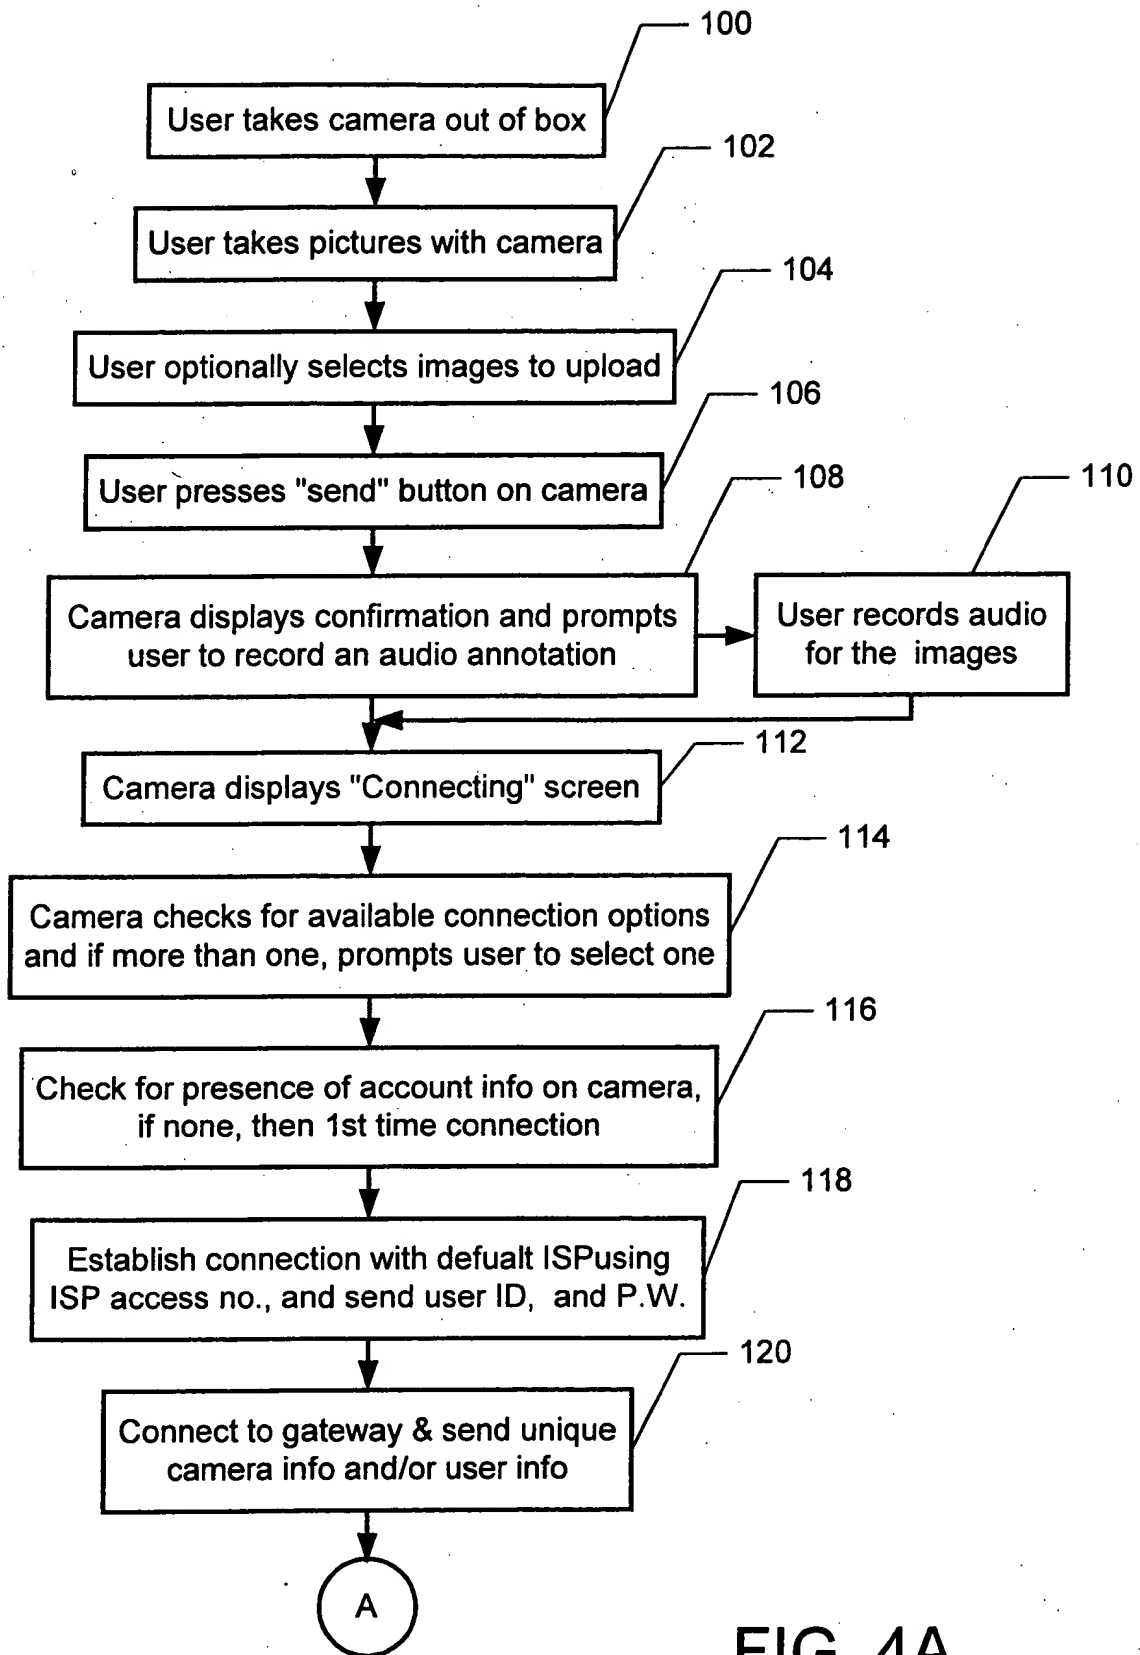 100
User takes camera out of box
102
User takes pictures with camera
104
User optionally selects images to upload
106
User presses "send" button on camera
108
110
Camera displays confirmation and prompts
user to record an audio annotation
User records audio
for the images
112
Camera displays "Connecting" screen
114
Camera checks for available connection options
and if more than one, prompts user to select one
116
Check for presence of account info on camera,
if none, then 1st time connection
118
Establish connection with defualt ISPusing
ISP access no., and send user ID, and P.W.
120
Connect to gateway & send unique
camera info and/or user info
A
FIG. 4A